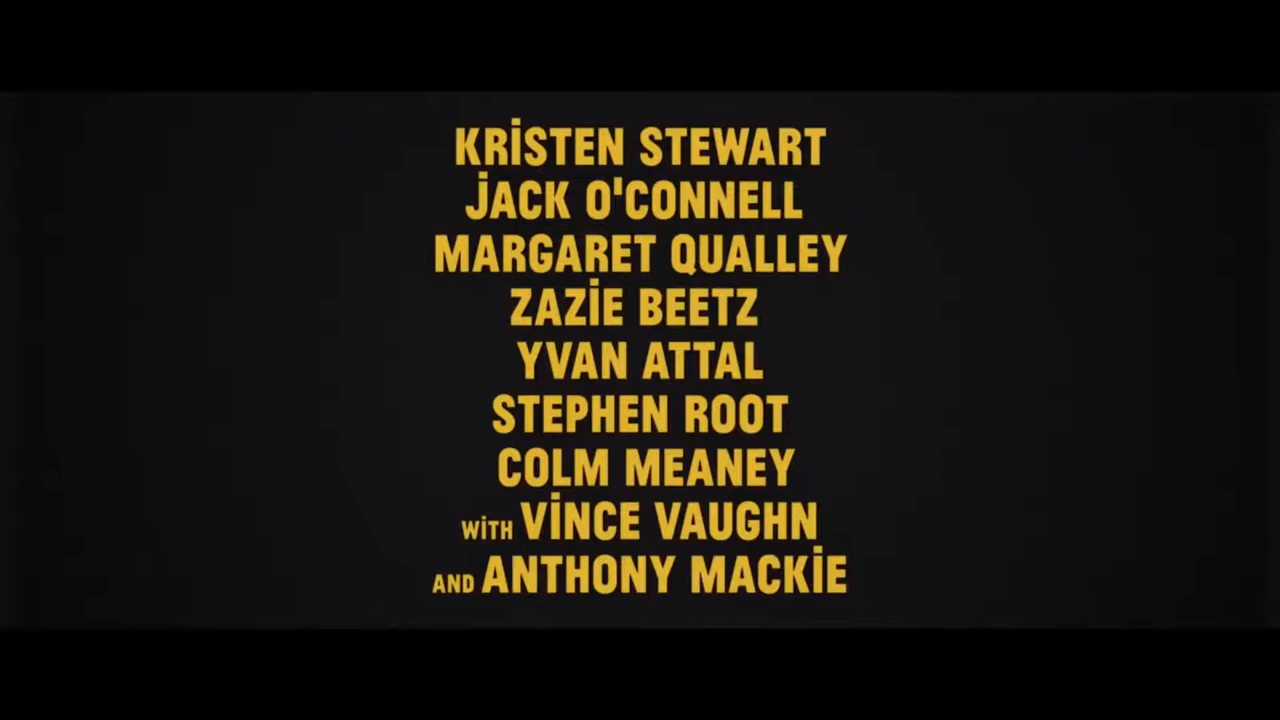 KRiSTEN STEWART
jACK O'CONNELL
MARGARET QUALLEY
ZAZiE BEETZ
YVAN ATTAL
STEPHEN ROOT
COLM MEANEY
WiTH ViNCE VAUGHN
AND ANTHONY MACKiE